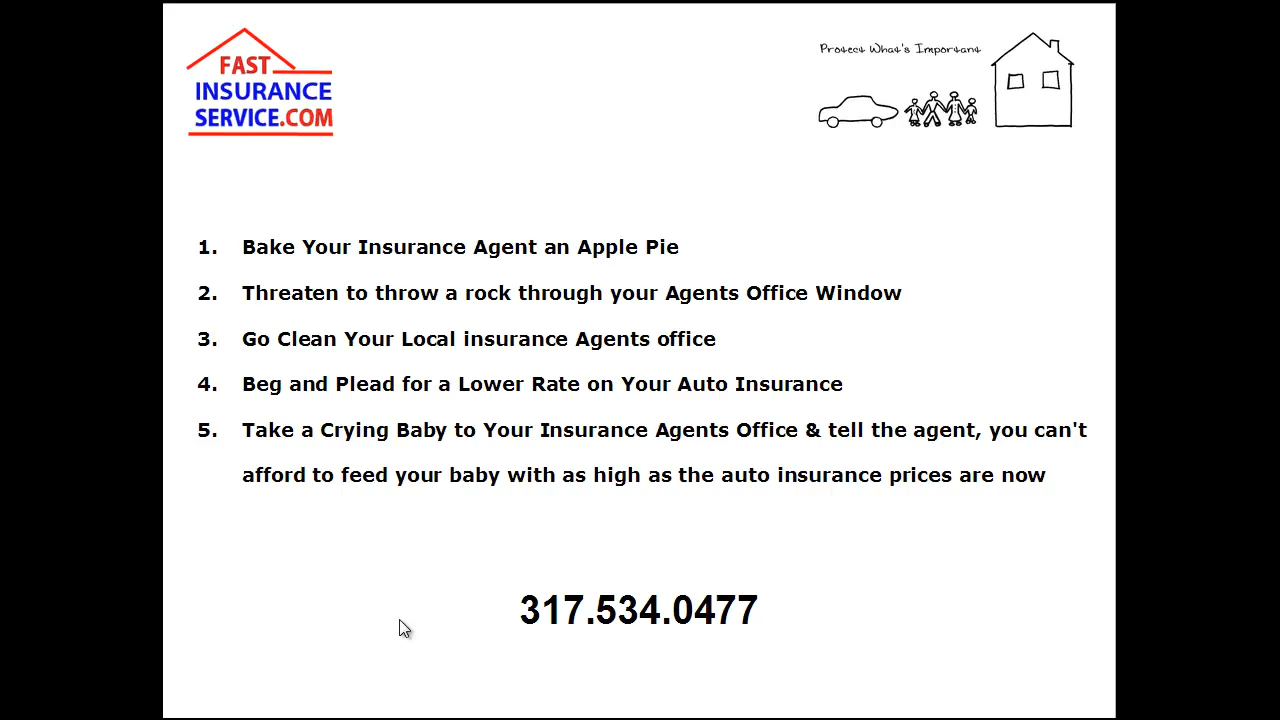 FAST
INSURANCE
SERVICE.COM
Protect What's Important
1. Bake Your Insurance Agent an Apple Pie
2. Threaten to throw a rock through your Agents Office Window
3. Go Clean Your Local insurance Agents office
4. Beg and Plead for a Lower Rate on Your Auto Insurance
5. Take a Crying Baby to Your Insurance Agents Office & tell the agent, you can't
afford to feed your baby with as high as the auto insurance prices are now
317.534.0477